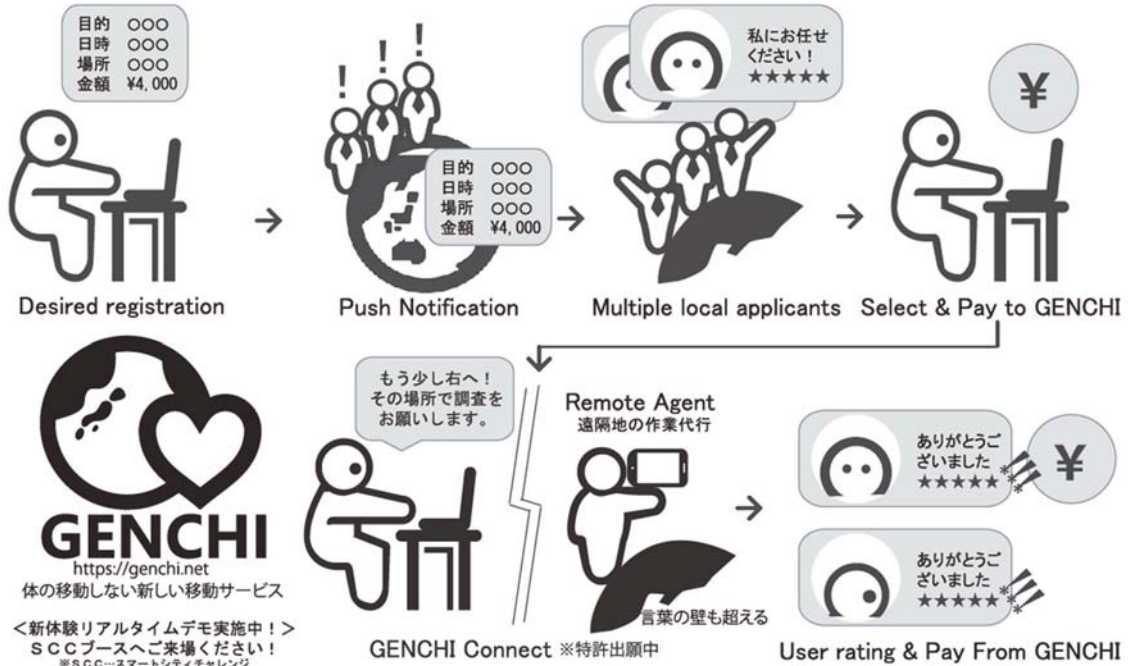 目的 ○○○
日時 ○○○
場所 ○○○
金額 ¥4,000
Desired registration
! ! !
目的 ○○○
日時 ○○○
場所 ○○○
金額 ¥4,000
Push Notification
私にお任せ
ください！
★★★★★
Multiple local applicants
¥
Select & Pay to GENCHI
GENCHI
https://genchi.net
体の移動しない新しい移動サービス
＜新体験リアルタイムデモ実施中！＞
ＳＣＣブースへご来場ください！
※ＳＣＣ…スマートシティチャレンジ
もう少し右へ！
その場所で調査を
お願いします。
Remote Agent
遠隔地の作業代行
言葉の壁も超える
GENCHI Connect ※特許出願中
ありがとうご
ざいました
★★★★★
¥
ありがとうご
ざいました
★★★★★
User rating & Pay From GENCHI